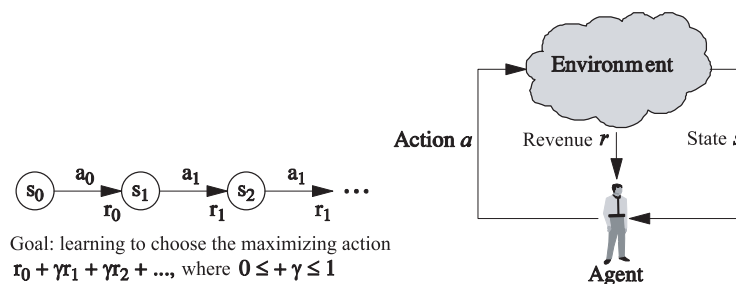 Environment
Action a
Revenue r
State s
a₀
a₁
a₁
s₀
s₁
s₂
...
r₀
r₁
r₁
Goal: learning to choose the maximizing action
r₀ + γr₁ + γr₂ + ..., where 0 ≤ + γ ≤ 1
Agent